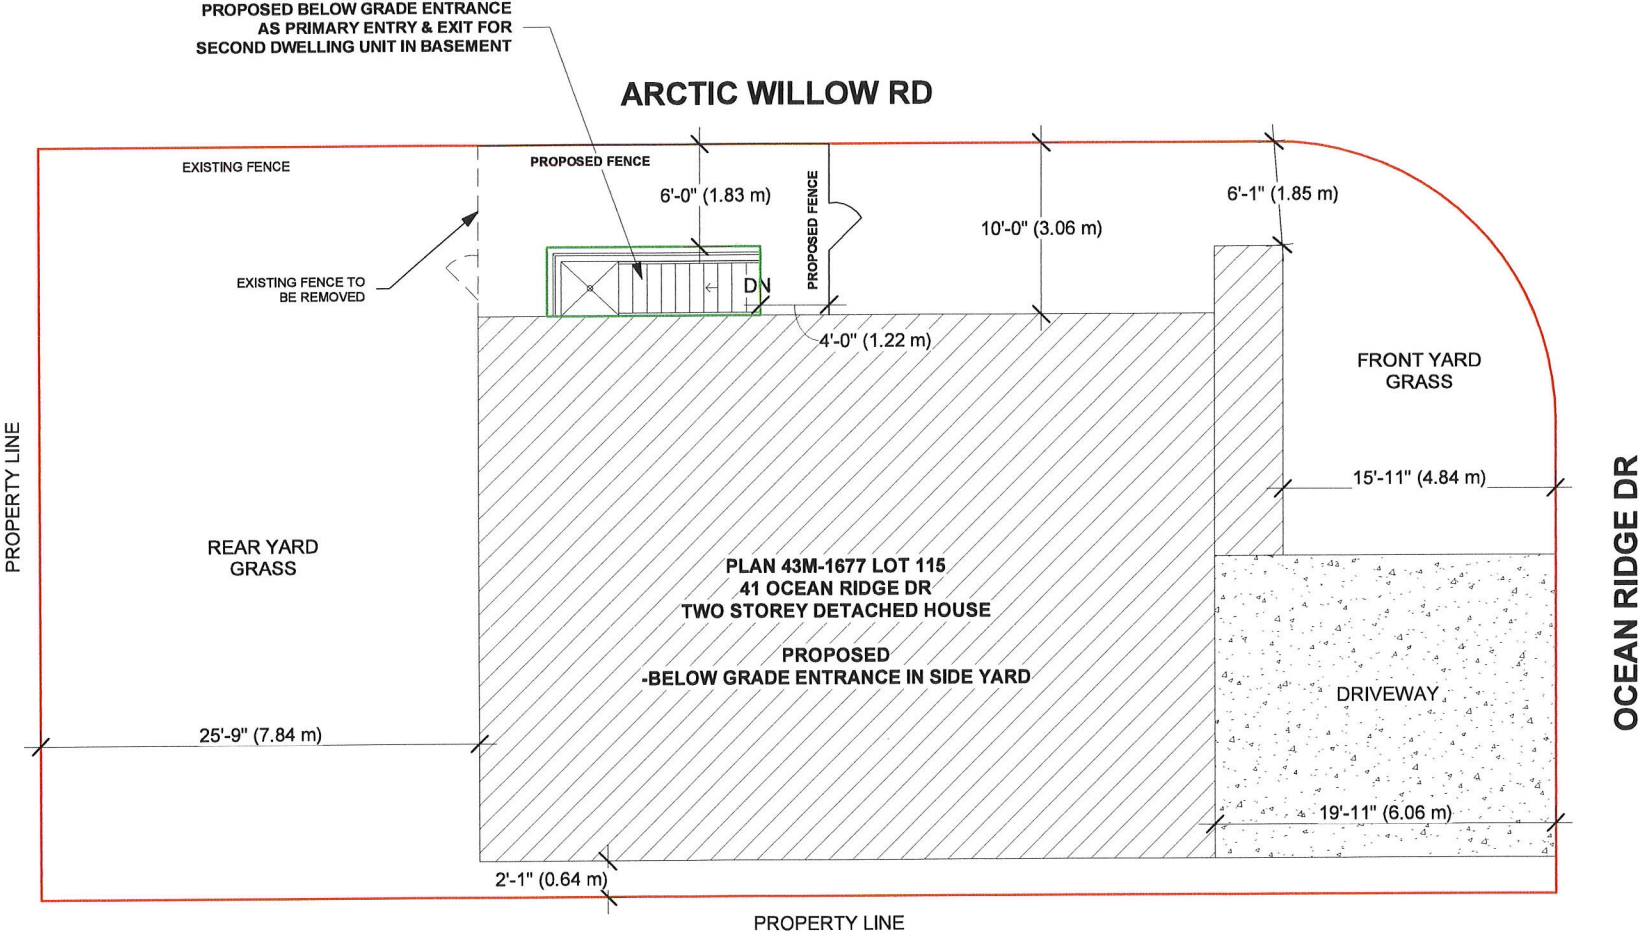 PROPOSED BELOW GRADE ENTRANCE
AS PRIMARY ENTRY & EXIT FOR
SECOND DWELLING UNIT IN BASEMENT
ARCTIC WILLOW RD
EXISTING FENCE
PROPOSED FENCE
6'-0" (1.83 m)
PROPOSED FENCE
10'-0" (3.06 m)
6'-1" (1.85 m)
EXISTING FENCE TO
BE REMOVED
DN
4'-0" (1.22 m)
FRONT YARD
GRASS
PROPERTY LINE
15'-11" (4.84 m)
OCEAN RIDGE DR
REAR YARD
GRASS
PLAN 43M-1677 LOT 115
41 OCEAN RIDGE DR
TWO STOREY DETACHED HOUSE
PROPOSED
-BELOW GRADE ENTRANCE IN SIDE YARD
DRIVEWAY
25'-9" (7.84 m)
19'-11" (6.06 m)
2'-1" (0.64 m)
PROPERTY LINE